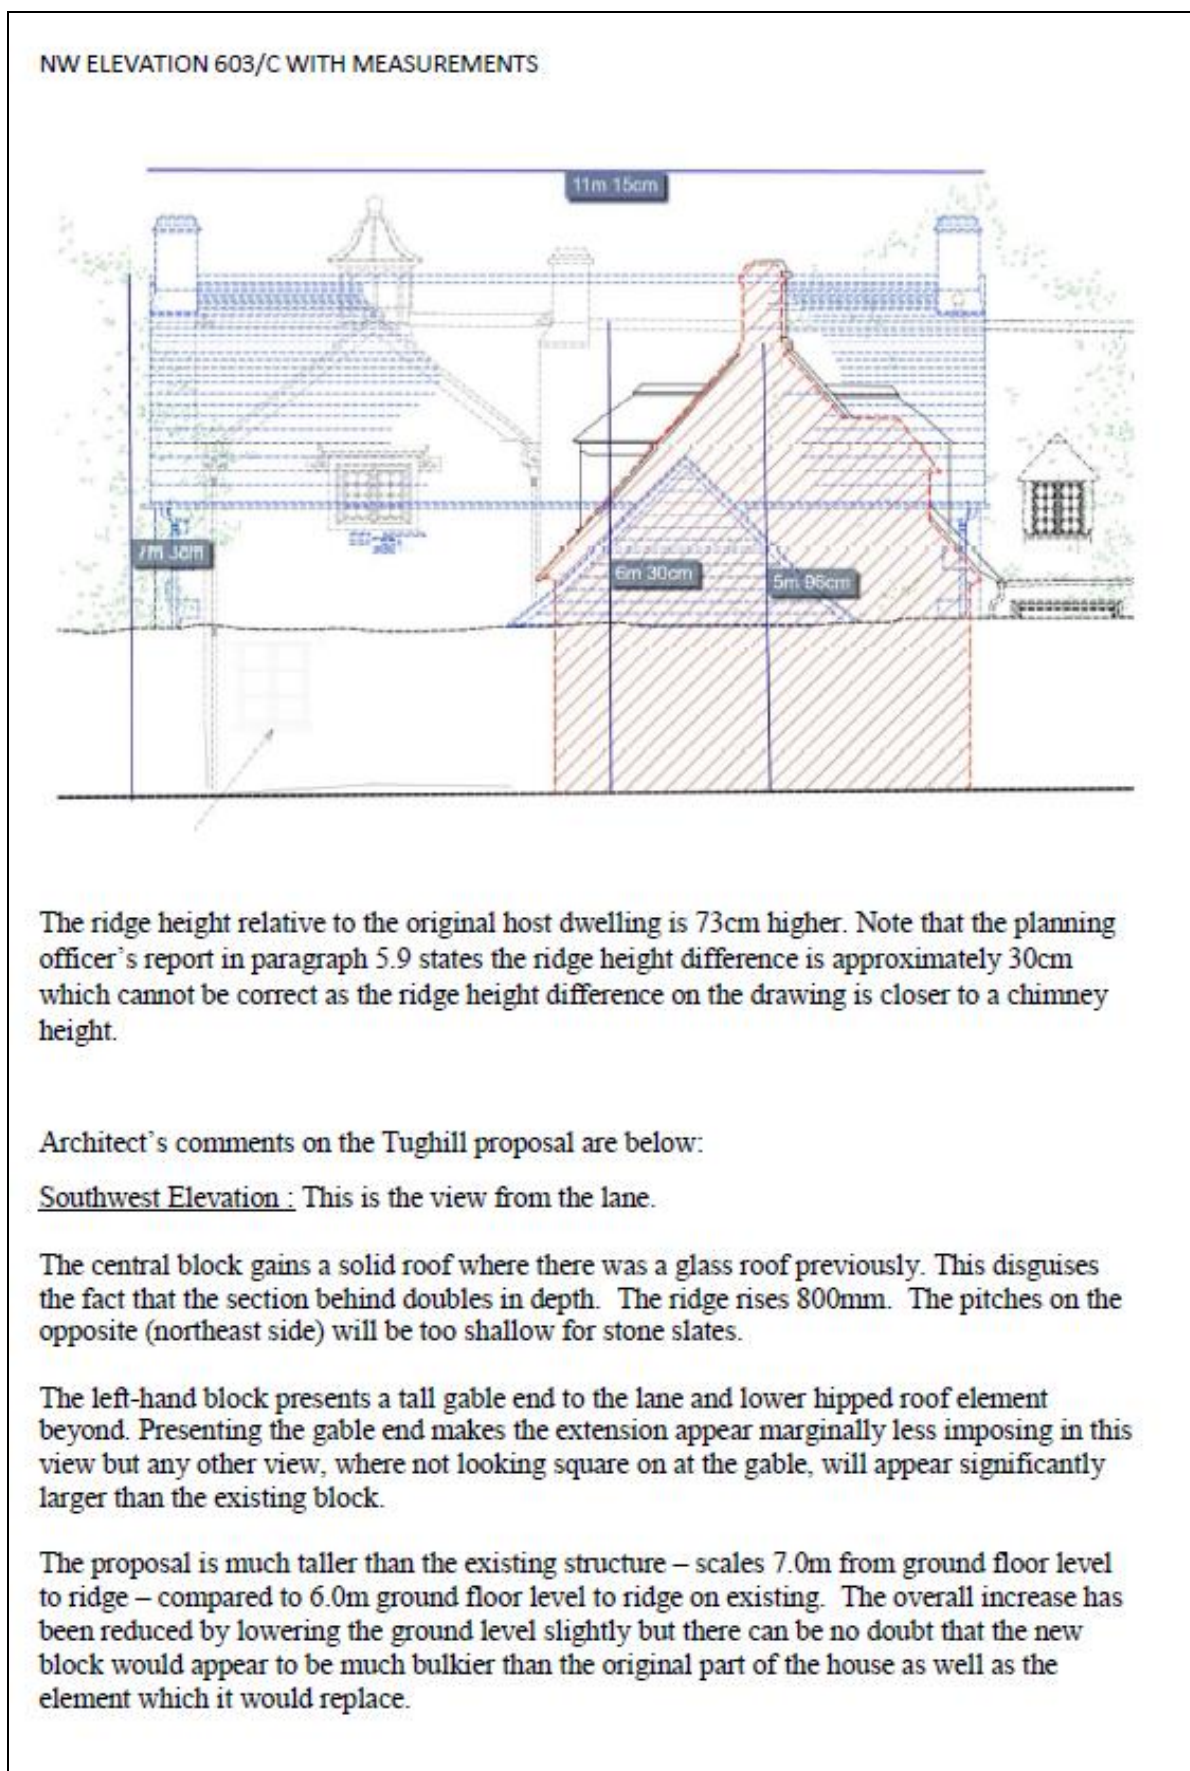 NW ELEVATION 603/C WITH MEASUREMENTS
11m 15cm
6m 30cm
5m 96cm
The ridge height relative to the original host dwelling is 73cm higher. Note that the planning
officer’s report in paragraph 5.9 states the ridge height difference is approximately 30cm
which cannot be correct as the ridge height difference on the drawing is closer to a chimney
height.
Architect’s comments on the Tughill proposal are below:
Southwest Elevation : This is the view from the lane.
The central block gains a solid roof where there was a glass roof previously. This disguises
the fact that the section behind doubles in depth.  The ridge rises 800mm.  The pitches on the
opposite (northeast side) will be too shallow for stone slates.
The left-hand block presents a tall gable end to the lane and lower hipped roof element
beyond. Presenting the gable end makes the extension appear marginally less imposing in this
view but any other view, where not looking square on at the gable, will appear significantly
larger than the existing block.
The proposal is much taller than the existing structure – scales 7.0m from ground floor level
to ridge – compared to 6.0m ground floor level to ridge on existing.  The overall increase has
been reduced by lowering the ground level slightly but there can be no doubt that the new
block would appear to be much bulkier than the original part of the house as well as the
element which it would replace.